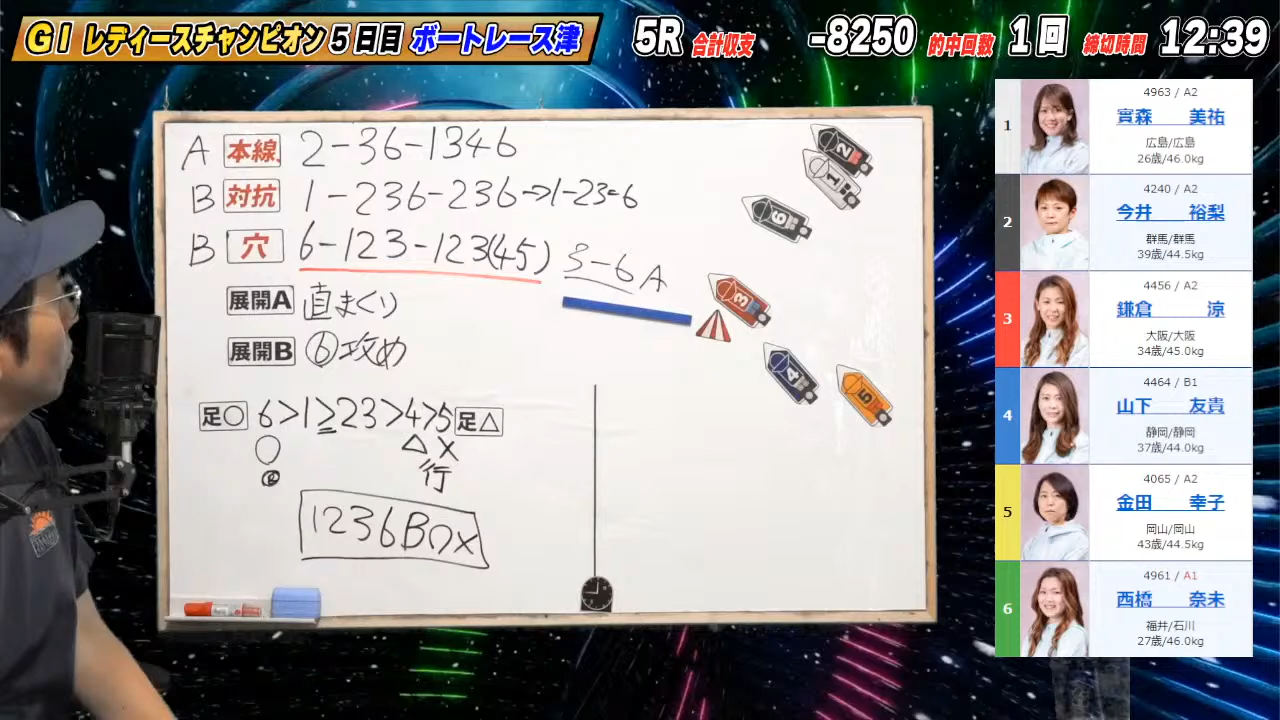 GⅠ レディースチャンピオン 5日目 ボートレース津
5R 合計収支 -8250 的中回数 1回 締切時間 12:39
A 本線 2-36-1346
B 対抗 1-236-236→1-23=6
B 穴 6-123-123(45) 3-6 A
展開A 直まくり
展開B ⑥攻め
足○ 6>1≧23>4>5 足△
○ △ X
行
1236Box
2
1
6
3
4
5
1
4963 / A2
實森 美祐
広島/広島
26歳/46.0kg
2
4240 / A2
今井 裕梨
群馬/群馬
39歳/44.5kg
3
4456 / A2
鎌倉 涼
大阪/大阪
34歳/45.0kg
4
4464 / B1
山下 友貴
静岡/静岡
37歳/44.0kg
5
4065 / A2
金田 幸子
岡山/岡山
43歳/44.5kg
6
4961 / A1
西橋 奈未
福井/石川
27歳/46.0kg